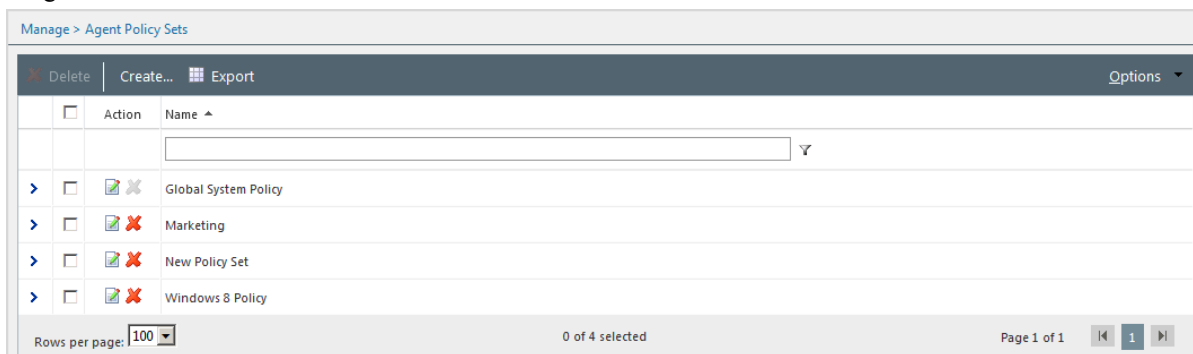 Manage > Agent Policy Sets
Delete Create... Export Options
Action Name
Global System Policy
Marketing
New Policy Set
Windows 8 Policy
Rows per page: 100 0 of 4 selected Page 1 of 1 1